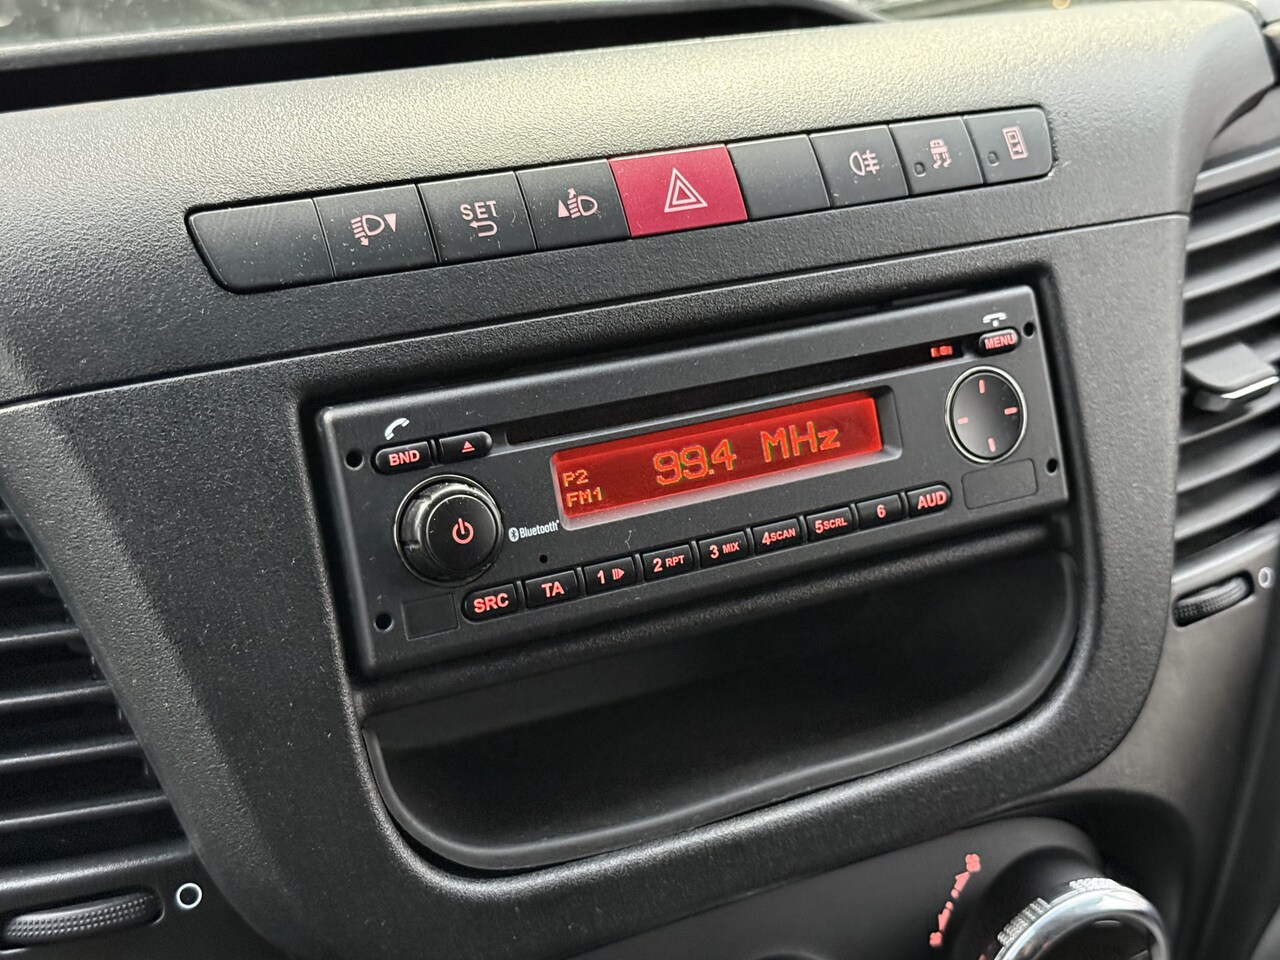 SET
MENU
BND
P2
FM1
99.4 MHz
Bluetooth
SRC
TA
1
2 RPT
3 MIX
4SCAN
5SCRL
6
AUD